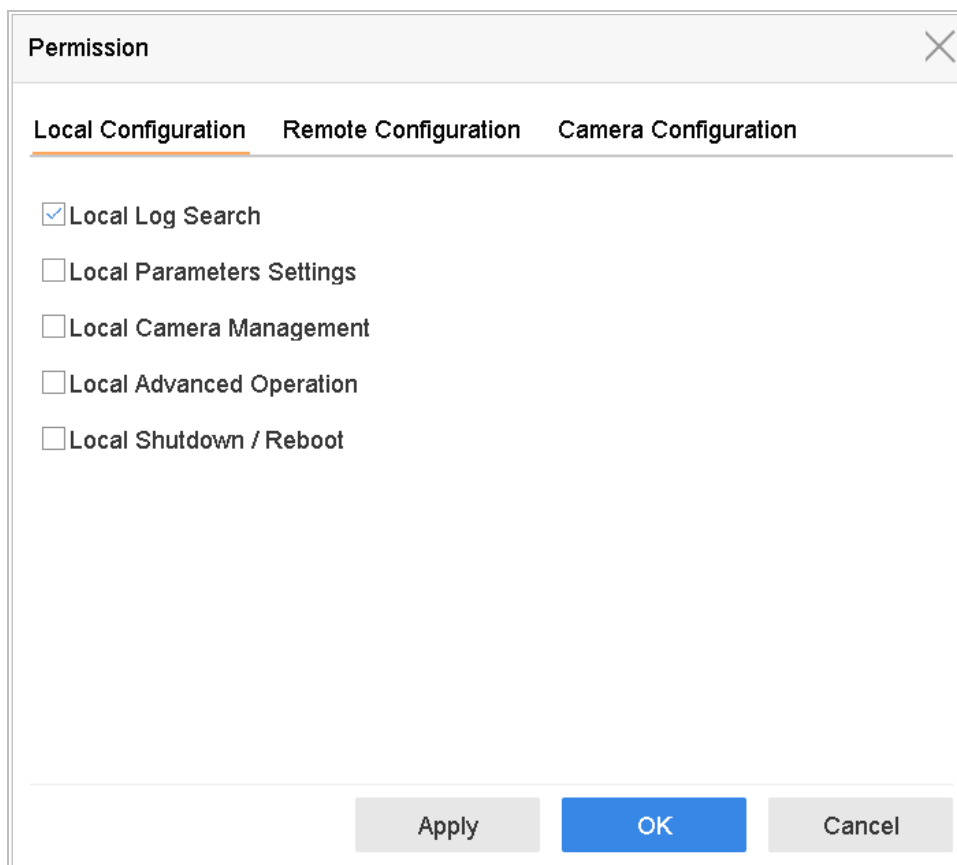 Permission
Local Configuration Remote Configuration Camera Configuration
Local Log Search
Local Parameters Settings
Local Camera Management
Local Advanced Operation
Local Shutdown / Reboot
Apply OK Cancel